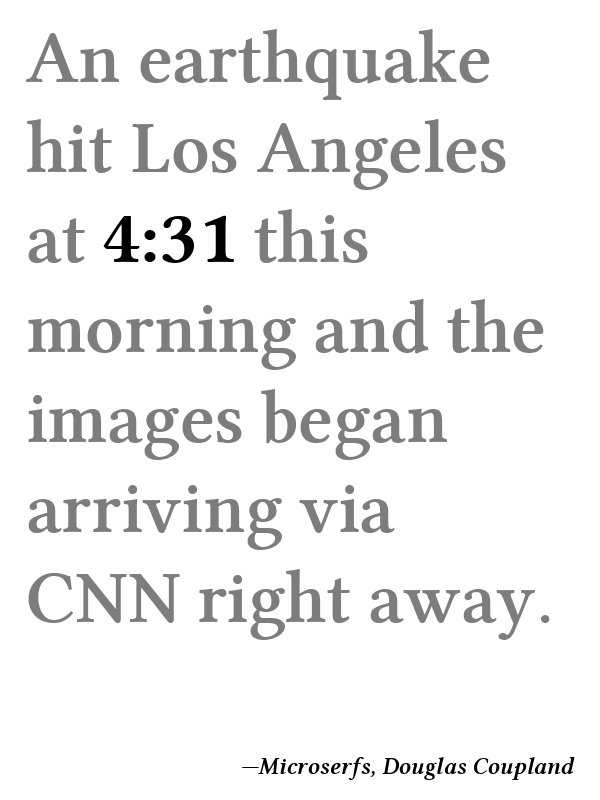 An earthquake
hit Los Angeles
at 4:31 this
morning and the
images began
arriving via
CNN right away.
—Microserfs, Douglas Coupland